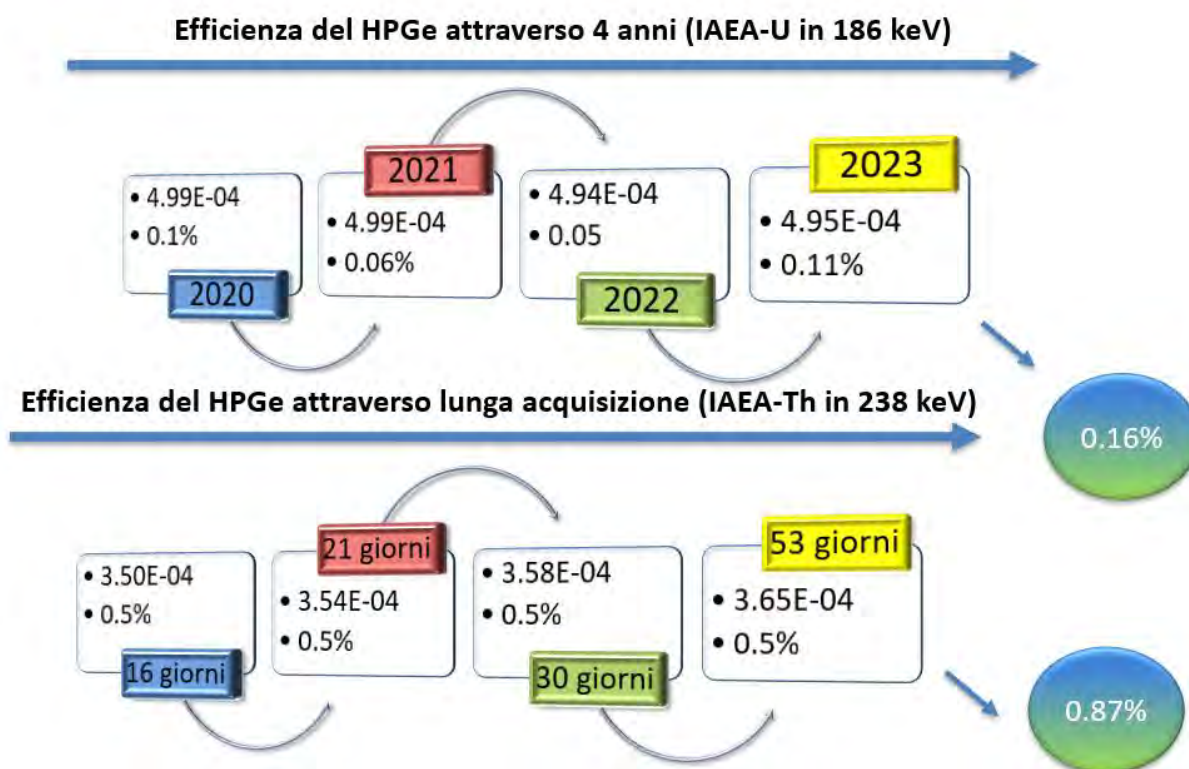 Efficienza del HPGe attraverso 4 anni (IAEA-U in 186 keV)
• 4.99E-04
• 0.1%
2020
2021
• 4.99E-04
• 0.06%
• 4.94E-04
• 0.05
2022
2023
• 4.95E-04
• 0.11%
0.16%
Efficienza del HPGe attraverso lunga acquisizione (IAEA-Th in 238 keV)
• 3.50E-04
• 0.5%
16 giorni
21 giorni
• 3.54E-04
• 0.5%
• 3.58E-04
• 0.5%
30 giorni
53 giorni
• 3.65E-04
• 0.5%
0.87%